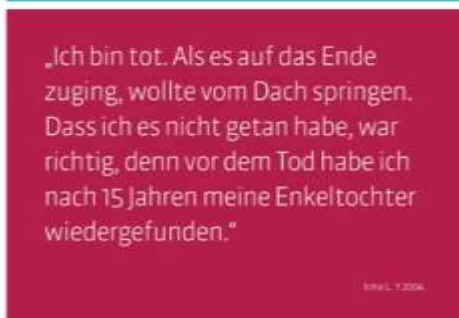 „Ich bin tot. Als es auf das Ende
zuging, wollte vom Dach springen.
Dass ich es nicht getan habe, war
richtig, denn vor dem Tod habe ich
nach 15 Jahren meine Enkeltochter
wiedergefunden.“
L.